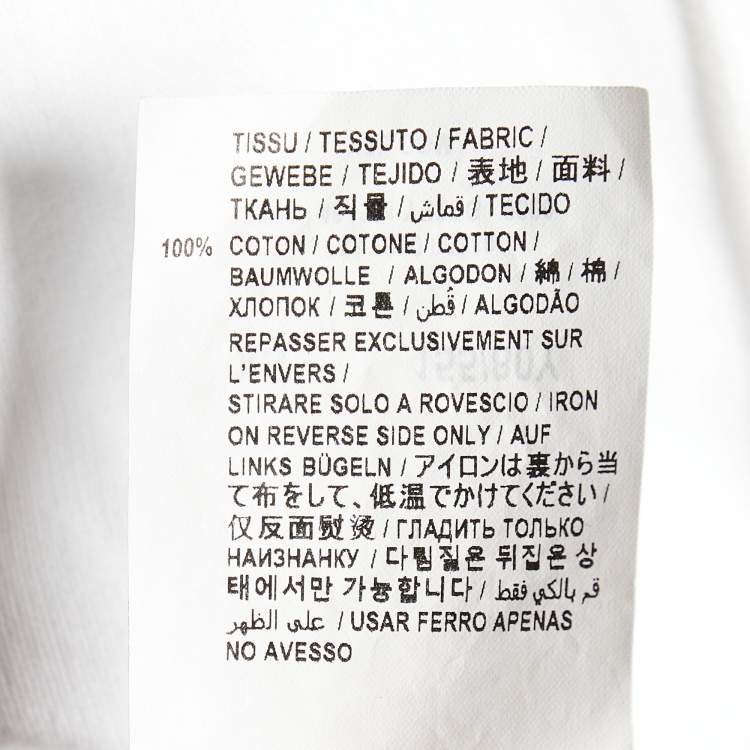 TISSU / TESSUTO / FABRIC /
GEWEBE / TEJIDO / 表地 / 面料 /
ТКАНЬ / 직물 / قماش / TECIDO
100% COTON / COTONE / COTTON /
BAUMWOLLE / ALGODON / 綿 / 棉 /
ХЛОПОК / 코튼 / قُطن / ALGODÃO
REPASSER EXCLUSIVEMENT SUR
L'ENVERS /
STIRARE SOLO A ROVESCIO / IRON
ON REVERSE SIDE ONLY / AUF
LINKS BÜGELN / アイロンは裏から当
て布をして、低温でかけてください /
仅反面熨烫 / ГЛАДИТЬ ТОЛЬКО
НАИЗНАНКУ / 다림질은 뒤집은 상
태에서만 가능합니다 / قم بالكي فقط
على الظهر / USAR FERRO APENAS
NO AVESSO